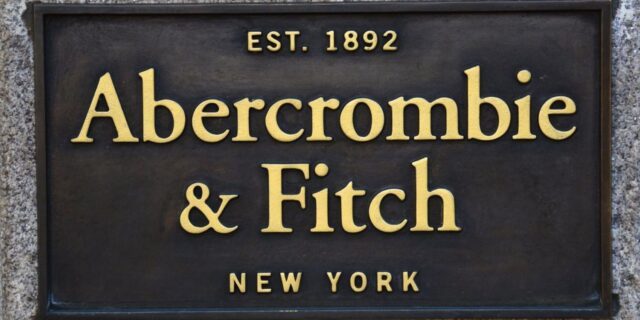 EST. 1892
Abercrombie
& Fitch
NEW YORK